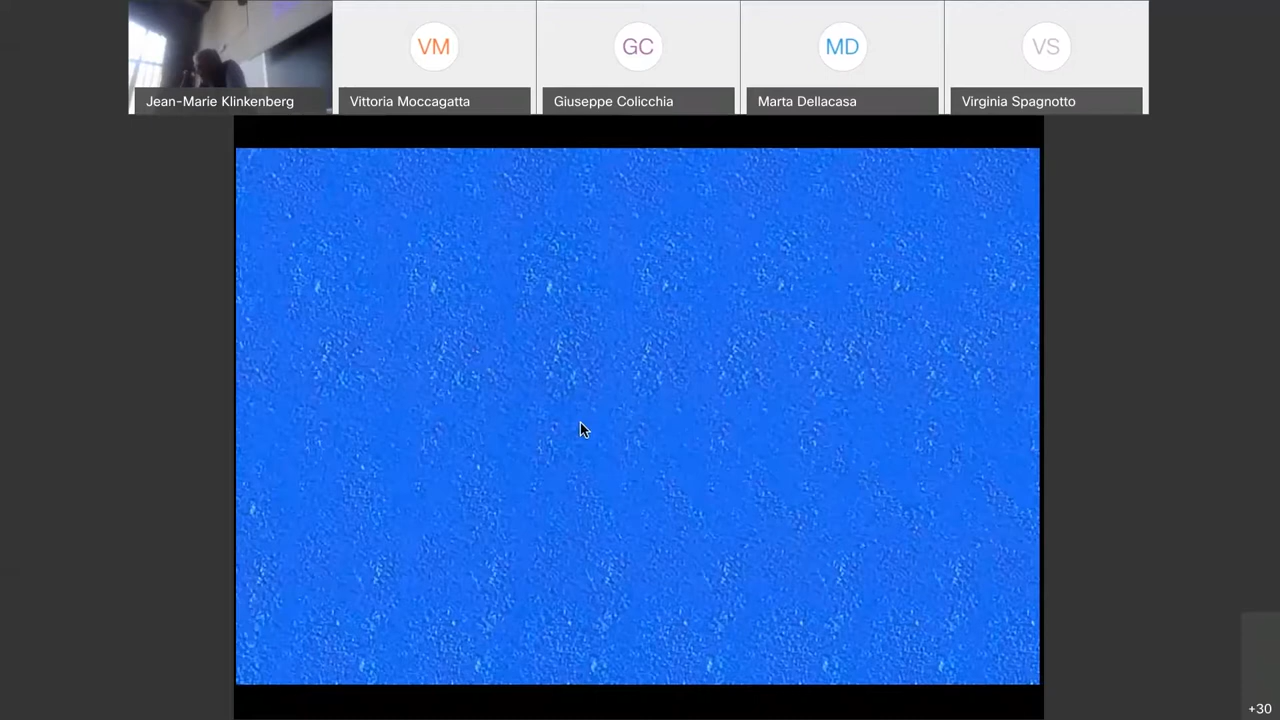 VM
GC
MD
VS
Jean-Marie Klinkenberg
Vittoria Moccagatta
Giuseppe Colicchia
Marta Dellacasa
Virginia Spagnotto
+30